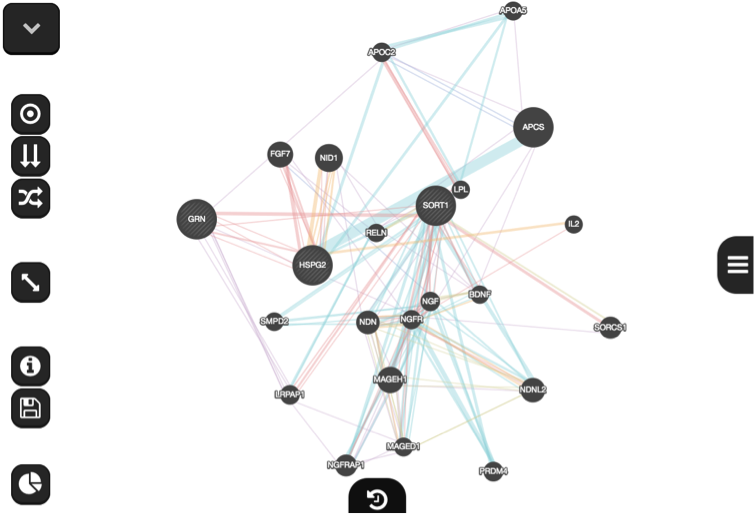 APOA5
APOC2
APCS
FGF7
NID1
LPL
SORT1
GRN
IL2
RELN
HSPG2
BDNF
NGF
SMPD2
NDN
NGFR
SORCS1
MAGEH1
NDNL2
LRPAP1
MAGED1
NGFRAP1
PRDM4